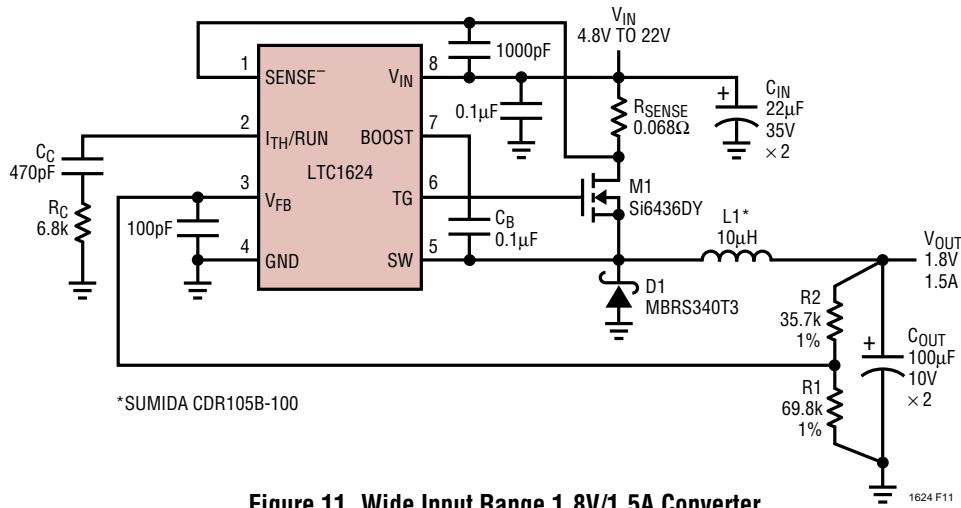 V_IN
4.8V TO 22V
1000pF
1
SENSE⁻
V_IN
8
0.1µF
R_SENSE
0.068Ω
+
C_IN
22µF
35V
×2
2
I_TH/RUN
BOOST
7
C_C
470pF
LTC1624
3
V_FB
TG
6
M1
Si6436DY
R_C
6.8k
100pF
C_B
0.1µF
L1*
10µH
4
GND
SW
5
V_OUT
1.8V
1.5A
D1
MBRS340T3
R2
35.7k
1%
+
C_OUT
100µF
10V
×2
R1
69.8k
1%
*SUMIDA CDR105B-100
1624 F11
Figure 11. Wide Input Range 1.8V/1.5A Converter